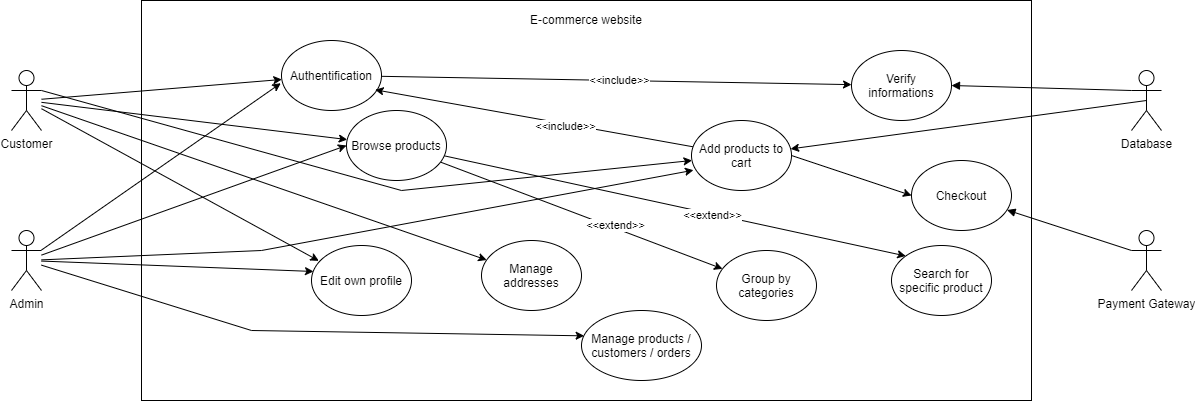 E-commerce website
Authentification
<<include>>
Verify
informations
Customer
Browse products
<<include>>
Add products to
cart
Database
Checkout
<<extend>>
<<extend>>
Admin
Edit own profile
Manage
addresses
Group by
categories
Search for
specific product
Payment Gateway
Manage products /
customers / orders